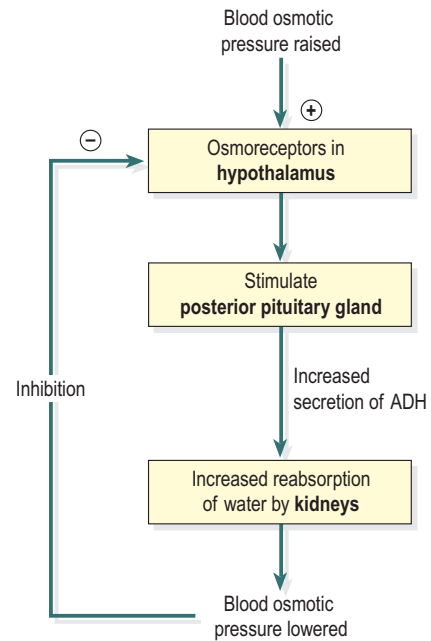 Blood osmotic
pressure raised
+
−
Osmoreceptors in
hypothalamus
Stimulate
posterior pituitary gland
Increased
secretion of ADH
Inhibition
Increased reabsorption
of water by kidneys
Blood osmotic
pressure lowered